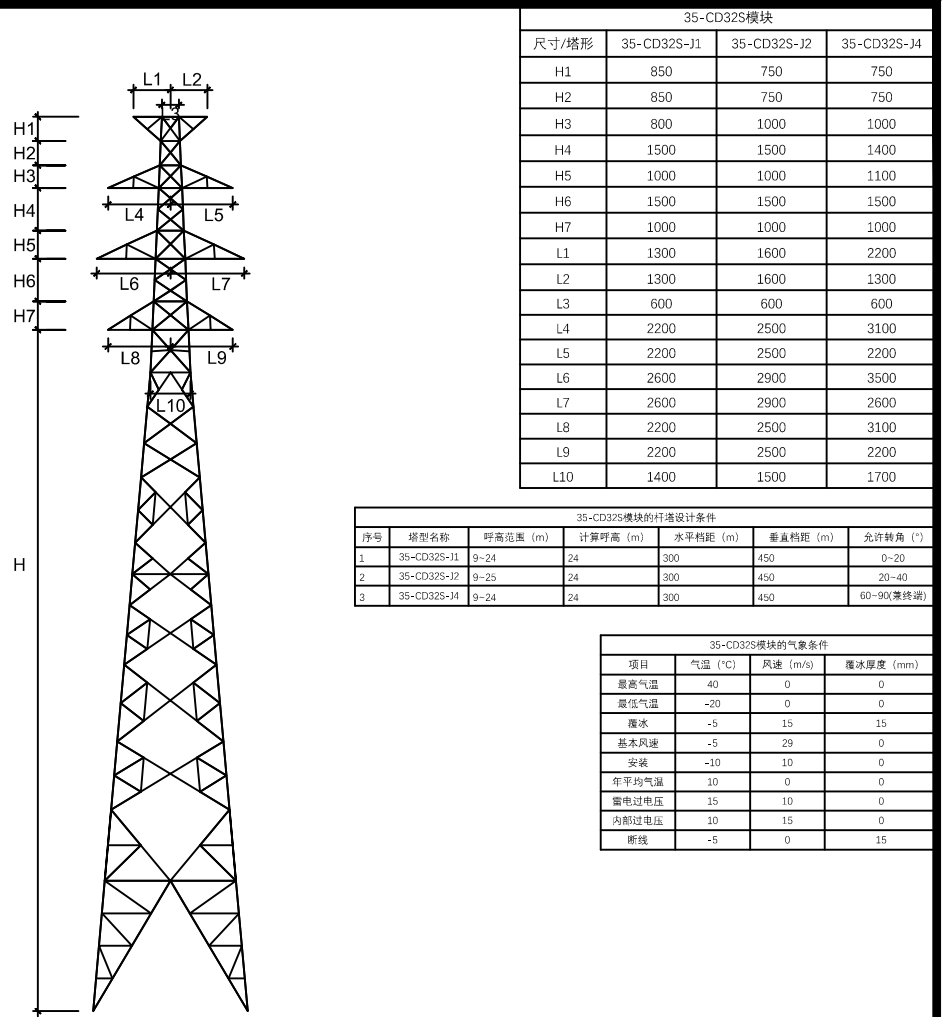 L1 L2
L3
H1
H2
H3
H4
H5
H6
H7
L4 L5
L6 L7
L8 L9
L10
H
35-CD32S模块
尺寸/塔形 35-CD32S-J1 35-CD32S-J2 35-CD32S-J4
H1 850 750 750
H2 850 750 750
H3 800 1000 1000
H4 1500 1500 1400
H5 1000 1000 1100
H6 1500 1500 1500
H7 1000 1000 1000
L1 1300 1600 2200
L2 1300 1600 1300
L3 600 600 600
L4 2200 2500 3100
L5 2200 2500 2200
L6 2600 2900 3500
L7 2600 2900 2600
L8 2200 2500 3100
L9 2200 2500 2200
L10 1400 1500 1700
35-CD32S模块的杆塔设计条件
序号 塔型名称 呼高范围（m） 计算呼高（m） 水平档距（m） 垂直档距（m） 允许转角（°）
1 35-CD32S-J1 9~24 24 300 450 0~20
2 35-CD32S-J2 9~25 24 300 450 20~40
3 35-CD32S-J4 9~24 24 300 450 60~90(兼终端)
35-CD32S模块的气象条件
项目 气温（°C） 风速（m/s) 覆冰厚度（mm）
最高气温 40 0 0
最低气温 -20 0 0
覆冰 -5 15 15
基本风速 -5 29 0
安装 -10 10 0
年平均气温 10 0 0
雷电过电压 15 10 0
内部过电压 10 15 0
断线 -5 0 15